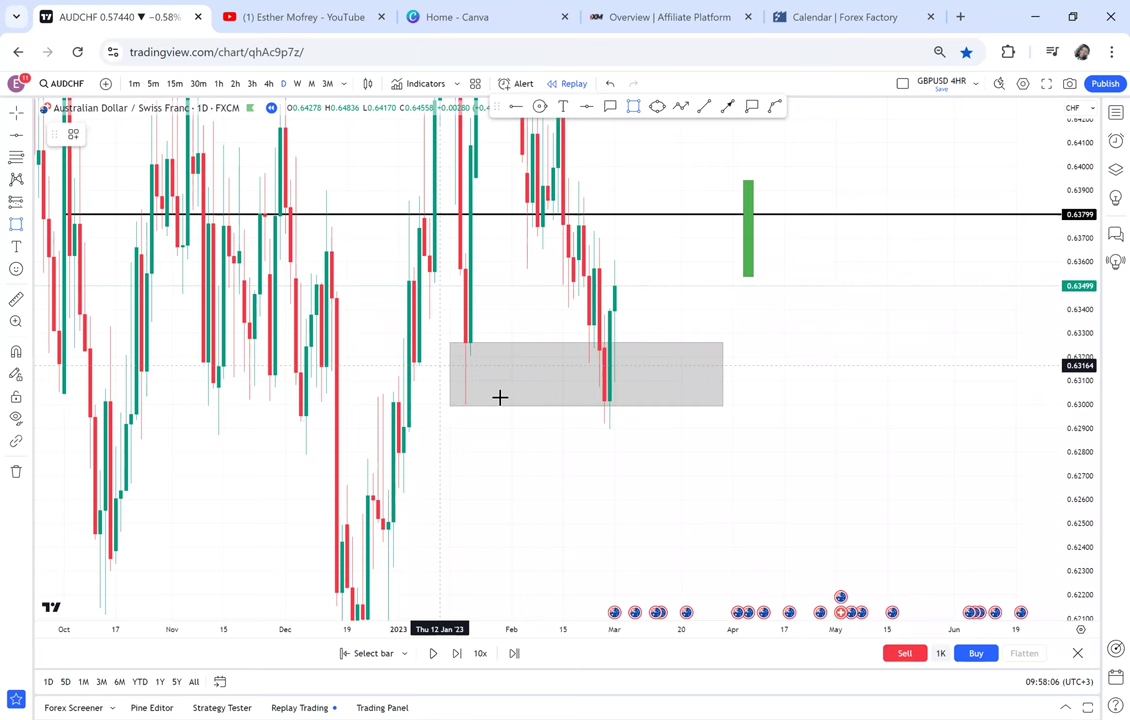 AUDCHF 0.57440 ▼ −0.58%
(1) Esther Mofrey - YouTube
Home - Canva
XM
Overview | Affiliate Platform
Calendar | Forex Factory
tradingview.com/chart/qhAc9p7z/
E
11
AUDCHF
1m 5m 15m 30m 1h 2h 3h 4h D W M 3M
Indicators
Alert
Replay
GBPUSD 4HR
Save
Publish
Australian Dollar / Swiss Franc · 1D · FXCM
O0.64278 H0.64836 L0.64170 C0.64558
CHF
0.64100
0.64000
0.63900
0.63799
0.63700
0.63600
0.63499
0.63400
0.63300
0.63200
0.63164
0.63100
0.63000
0.62900
0.62800
0.62700
0.62600
0.62500
0.62400
0.62300
0.62200
0.62100
Oct 17 Nov 15 Dec 19 2023 Thu 12 Jan '23 Feb 15 Mar 20 Apr 17 May 15 Jun 19
Select bar
10x
Sell
1K
Buy
Flatten
1D 5D 1M 3M 6M YTD 1Y 5Y All
09:58:06 (UTC+3)
Forex Screener
Pine Editor
Strategy Tester
Replay Trading
Trading Panel